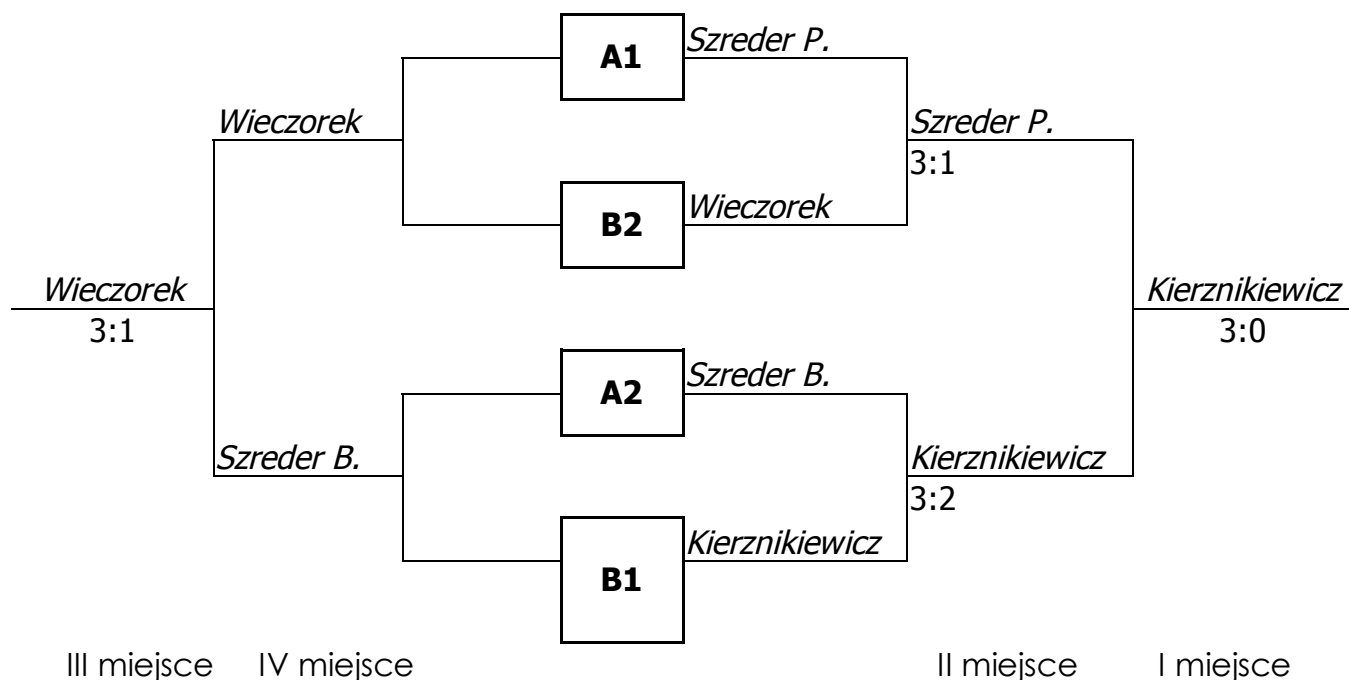 A1 Szreder P.
Wieczorek Szreder P.
3:1
B2 Wieczorek
Wieczorek Kierznikiewicz
3:1 3:0
A2 Szreder B.
Szreder B. Kierznikiewicz
3:2
B1 Kierznikiewicz
III miejsce IV miejsce II miejsce I miejsce